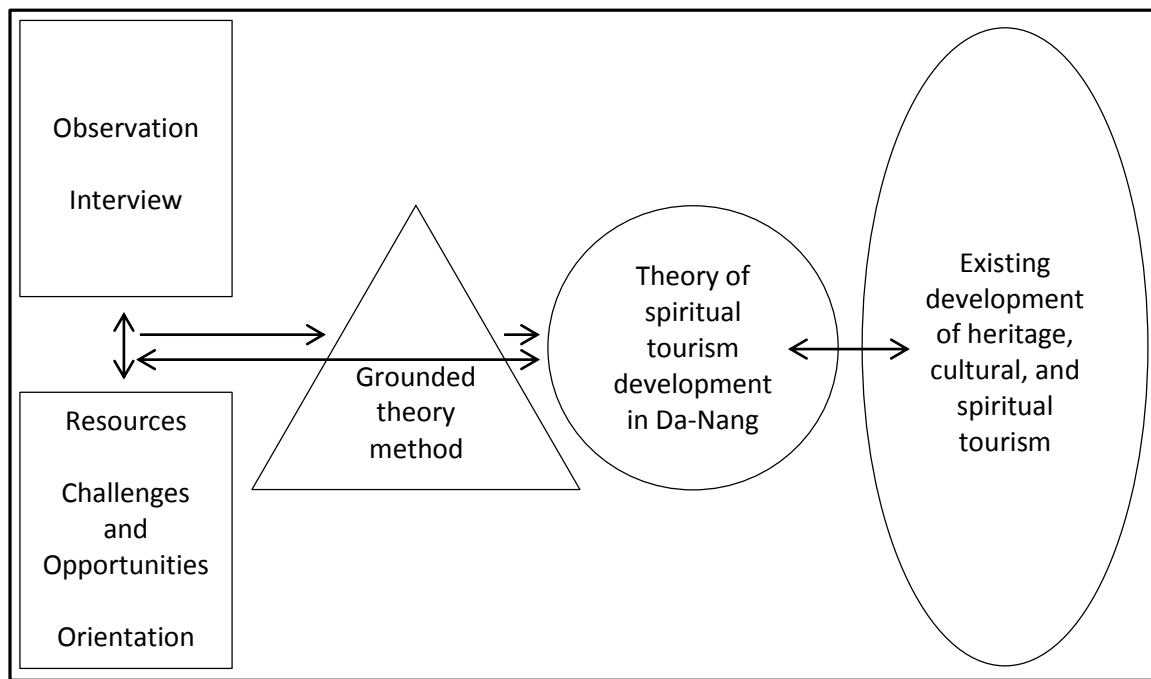 Observation
Interview
Resources
Challenges
and
Opportunities
Orientation
Grounded
theory
method
Theory of
spiritual
tourism
development
in Da-Nang
Existing
development
of heritage,
cultural, and
spiritual
tourism